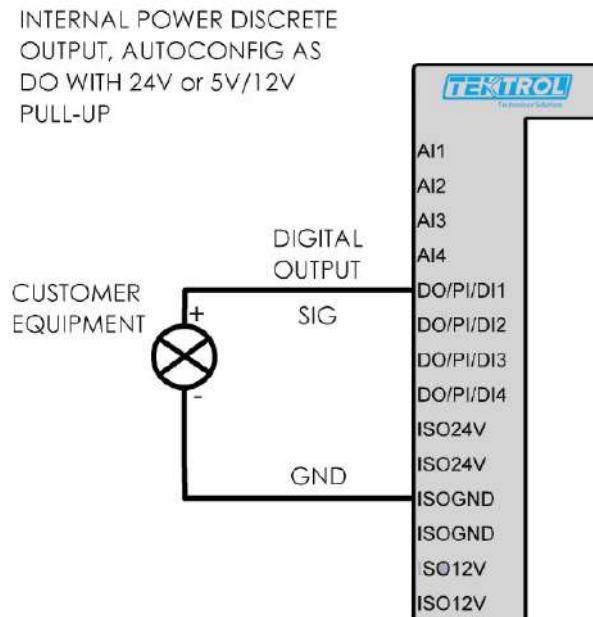 INTERNAL POWER DISCRETE
OUTPUT, AUTOCONFIG AS
DO WITH 24V or 5V/12V
PULL-UP
TEKTROL
Technology Solutions
AI1
AI2
AI3
AI4
DIGITAL
OUTPUT
DO/PI/DI1
CUSTOMER
EQUIPMENT
+
SIG
DO/PI/DI2
DO/PI/DI3
-
DO/PI/DI4
ISO24V
ISO24V
GND
ISOGND
ISOGND
ISO12V
ISO12V